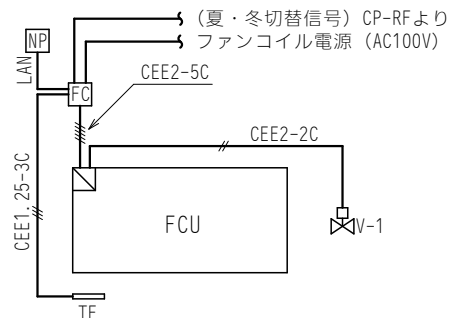 (夏・冬切替信号) CP-RFより
ファンコイル電源 (AC100V)
NP
LAN
FC
CEE2-5C
CEE2-2C
CEE1.25-3C
FCU
V-1
TE